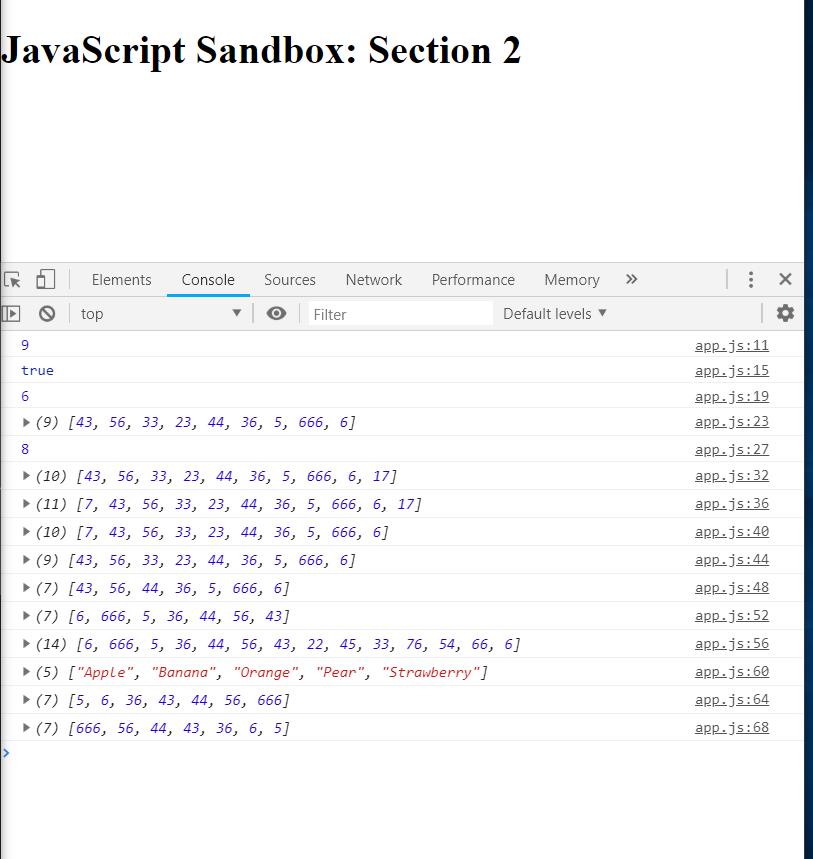 JavaScript Sandbox: Section 2
Elements Console Sources Network Performance Memory »
top Filter Default levels
9 app.js:11
true app.js:15
6 app.js:19
(9) [43, 56, 33, 23, 44, 36, 5, 666, 6] app.js:23
8 app.js:27
(10) [43, 56, 33, 23, 44, 36, 5, 666, 6, 17] app.js:32
(11) [7, 43, 56, 33, 23, 44, 36, 5, 666, 6, 17] app.js:36
(10) [7, 43, 56, 33, 23, 44, 36, 5, 666, 6] app.js:40
(9) [43, 56, 33, 23, 44, 36, 5, 666, 6] app.js:44
(7) [43, 56, 44, 36, 5, 666, 6] app.js:48
(7) [6, 666, 5, 36, 44, 56, 43] app.js:52
(14) [6, 666, 5, 36, 44, 56, 43, 22, 45, 33, 76, 54, 66, 6] app.js:56
(5) ["Apple", "Banana", "Orange", "Pear", "Strawberry"] app.js:60
(7) [5, 6, 36, 43, 44, 56, 666] app.js:64
(7) [666, 56, 44, 43, 36, 6, 5] app.js:68